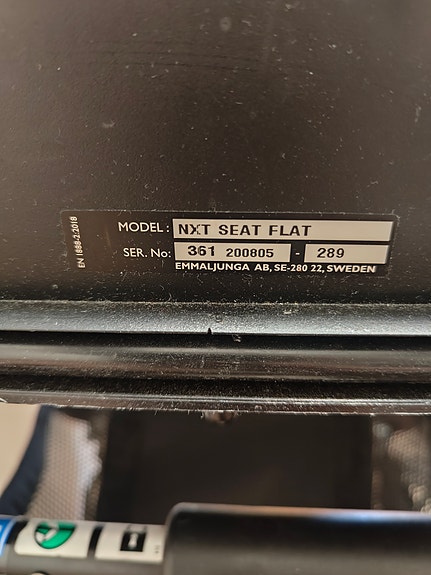 EN 1888-2:2018
MODEL: NXT SEAT FLAT
SER. No: 361 200805 - 289
EMMALJUNGA AB, SE-280 22, SWEDEN